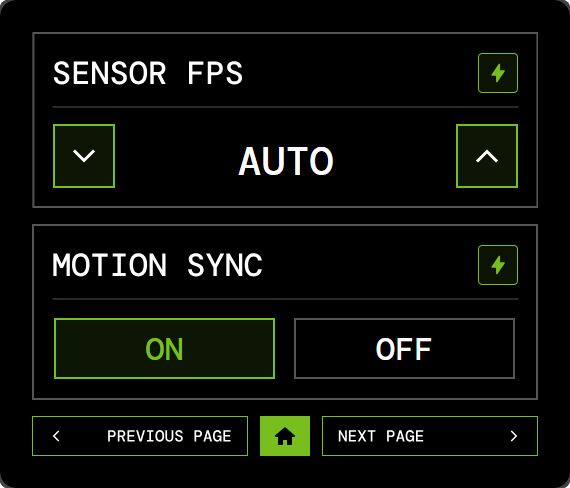 SENSOR FPS
AUTO
MOTION SYNC
ON OFF
PREVIOUS PAGE NEXT PAGE